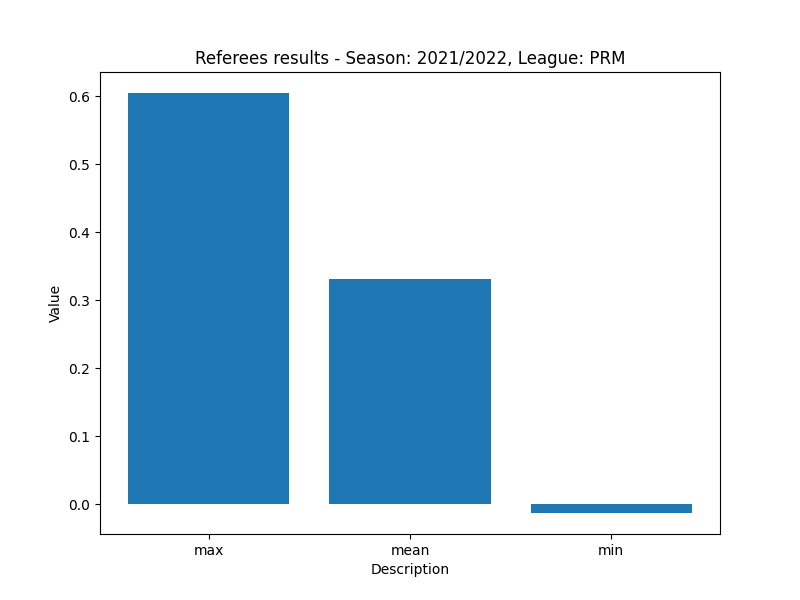 Referees results - Season: 2021/2022, League: PRM
0.6
0.5
0.4
0.3
0.2
0.1
0.0
Value
max mean min
Description